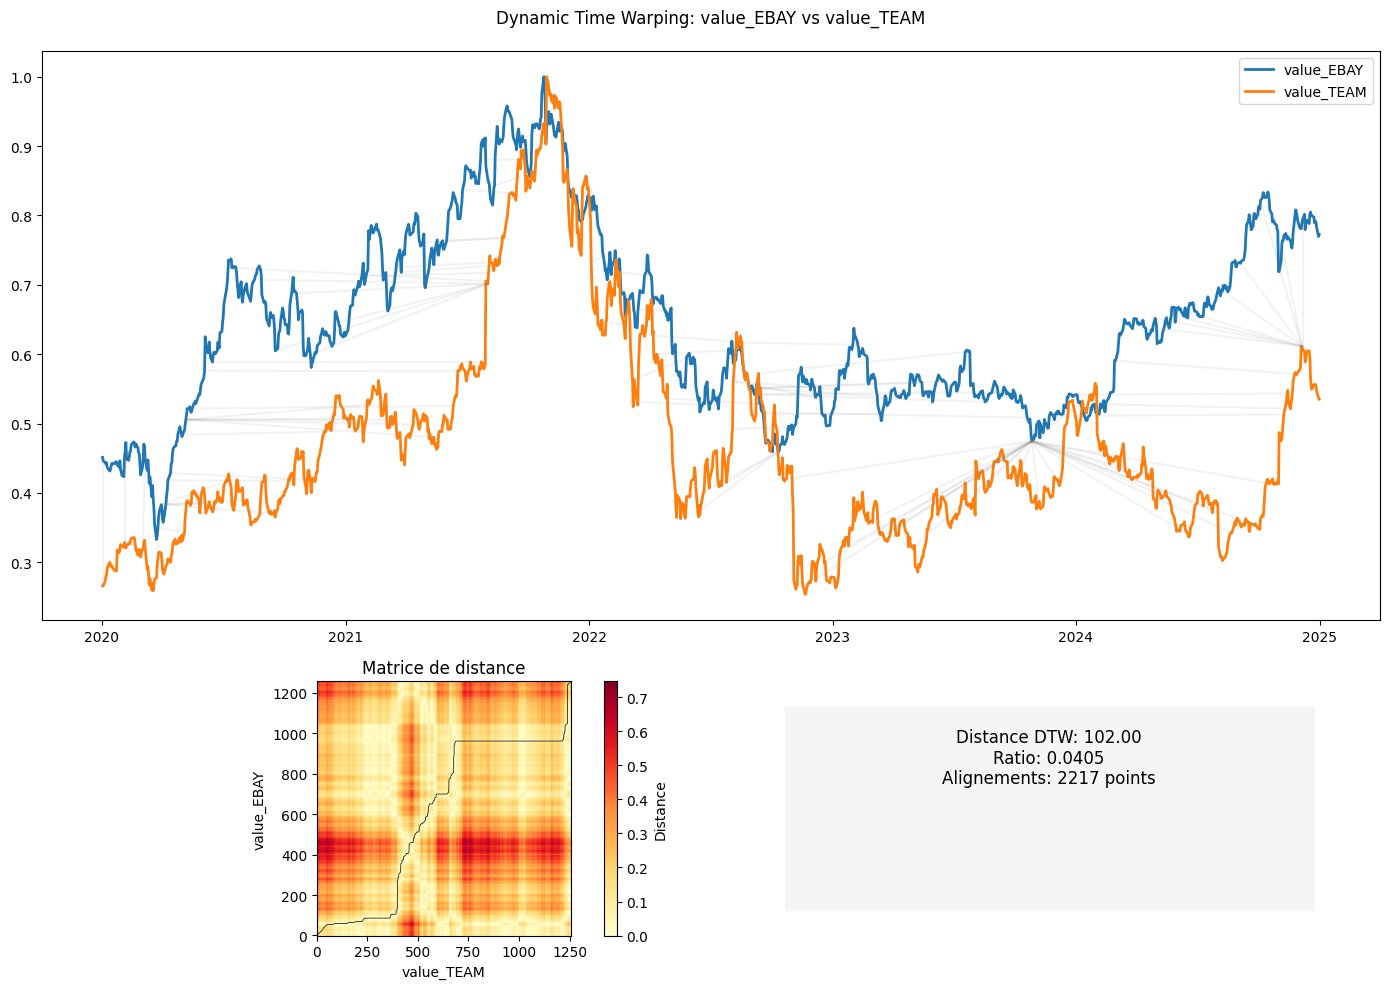 Dynamic Time Warping: value_EBAY vs value_TEAM
value_EBAY
value_TEAM
1.0
0.9
0.8
0.7
0.6
0.5
0.4
0.3
2020 2021 2022 2023 2024 2025
Matrice de distance
value_EBAY
1200
1000
800
600
400
200
0
0 250 500 750 1000 1250
value_TEAM
0.7
0.6
0.5
0.4
0.3
0.2
0.1
0.0
Distance
Distance DTW: 102.00
Ratio: 0.0405
Alignements: 2217 points